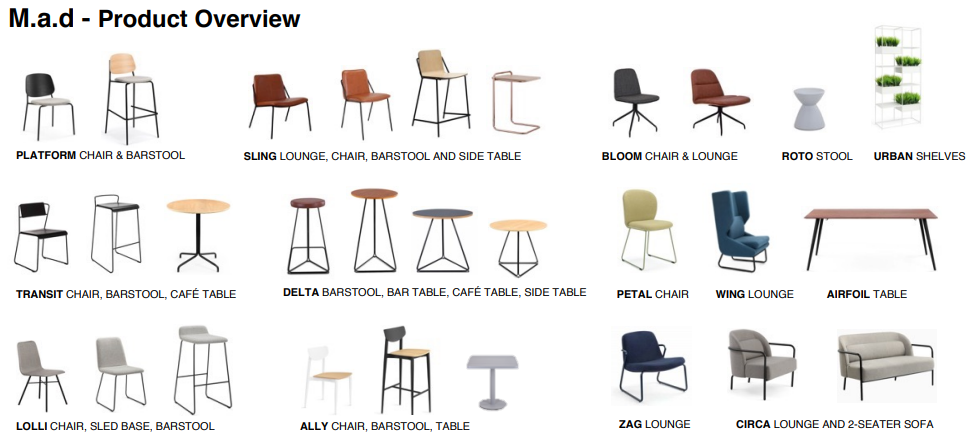 M.a.d - Product Overview
PLATFORM CHAIR & BARSTOOL
SLING LOUNGE, CHAIR, BARSTOOL AND SIDE TABLE
BLOOM CHAIR & LOUNGE
ROTO STOOL
URBAN SHELVES
TRANSIT CHAIR, BARSTOOL, CAFÉ TABLE
DELTA BARSTOOL, BAR TABLE, CAFÉ TABLE, SIDE TABLE
PETAL CHAIR
WING LOUNGE
AIRFOIL TABLE
LOLLI CHAIR, SLED BASE, BARSTOOL
ALLY CHAIR, BARSTOOL, TABLE
ZAG LOUNGE
CIRCA LOUNGE AND 2-SEATER SOFA